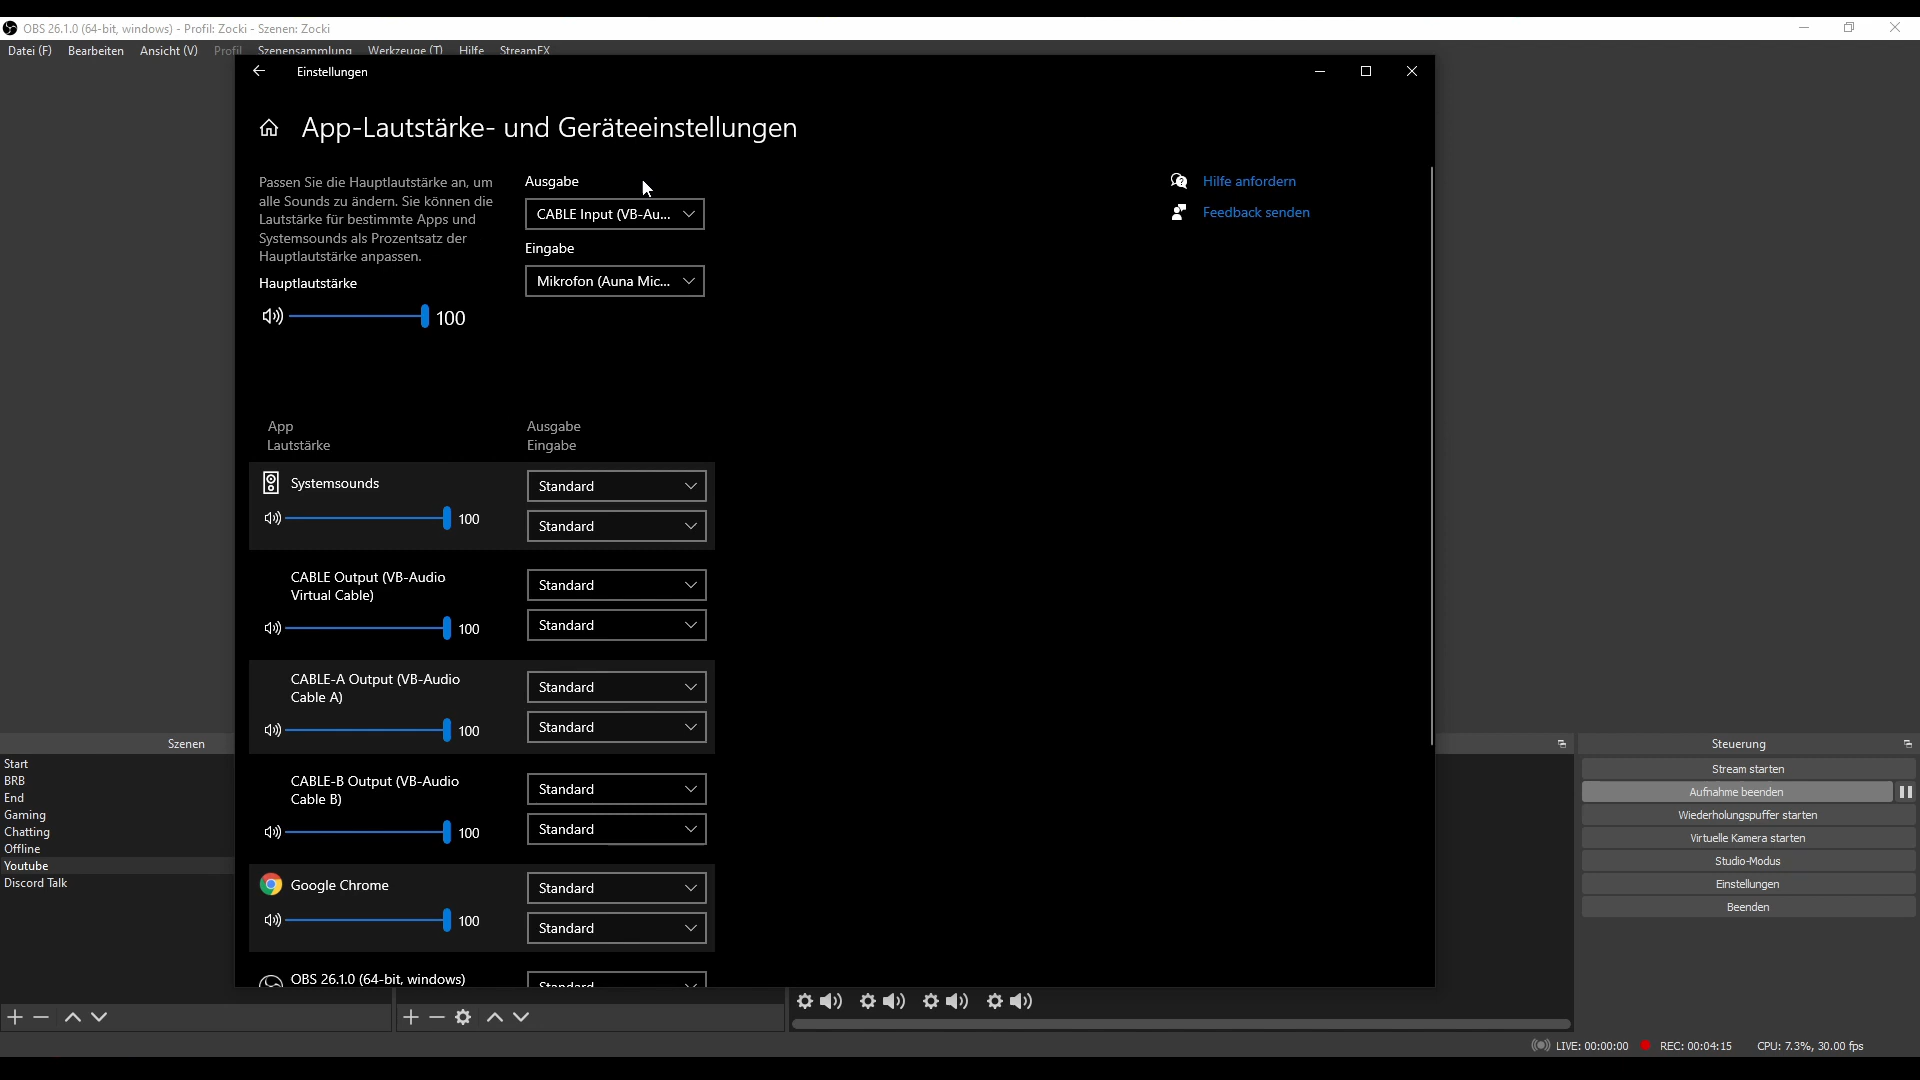 OBS 26.1.0 (64-bit, windows) - Profil: Zocki - Szenen: Zocki
Datei (F) Bearbeiten Ansicht (V) Profil Szenensammlung Werkzeuge (T) Hilfe StreamFX
Einstellungen
App-Lautstärke- und Geräteeinstellungen
Passen Sie die Hauptlautstärke an, um
alle Sounds zu ändern. Sie können die
Lautstärke für bestimmte Apps und
Systemsounds als Prozentsatz der
Hauptlautstärke anpassen.
Hauptlautstärke
100
Ausgabe
CABLE Input (VB-Au...
Eingabe
Mikrofon (Auna Mic...
Hilfe anfordern
Feedback senden
App
Lautstärke
Ausgabe
Eingabe
Systemsounds
100
Standard
Standard
CABLE Output (VB-Audio
Virtual Cable)
100
Standard
Standard
CABLE-A Output (VB-Audio
Cable A)
100
Standard
Standard
CABLE-B Output (VB-Audio
Cable B)
100
Standard
Standard
Google Chrome
100
Standard
Standard
OBS 26.1.0 (64-bit, windows)
Standard
Szenen
Start
BRB
End
Gaming
Chatting
Offline
Youtube
Discord Talk
Steuerung
Stream starten
Aufnahme beenden
Wiederholungspuffer starten
Virtuelle Kamera starten
Studio-Modus
Einstellungen
Beenden
LIVE: 00:00:00 REC: 00:04:15 CPU: 7.3%, 30.00 fps